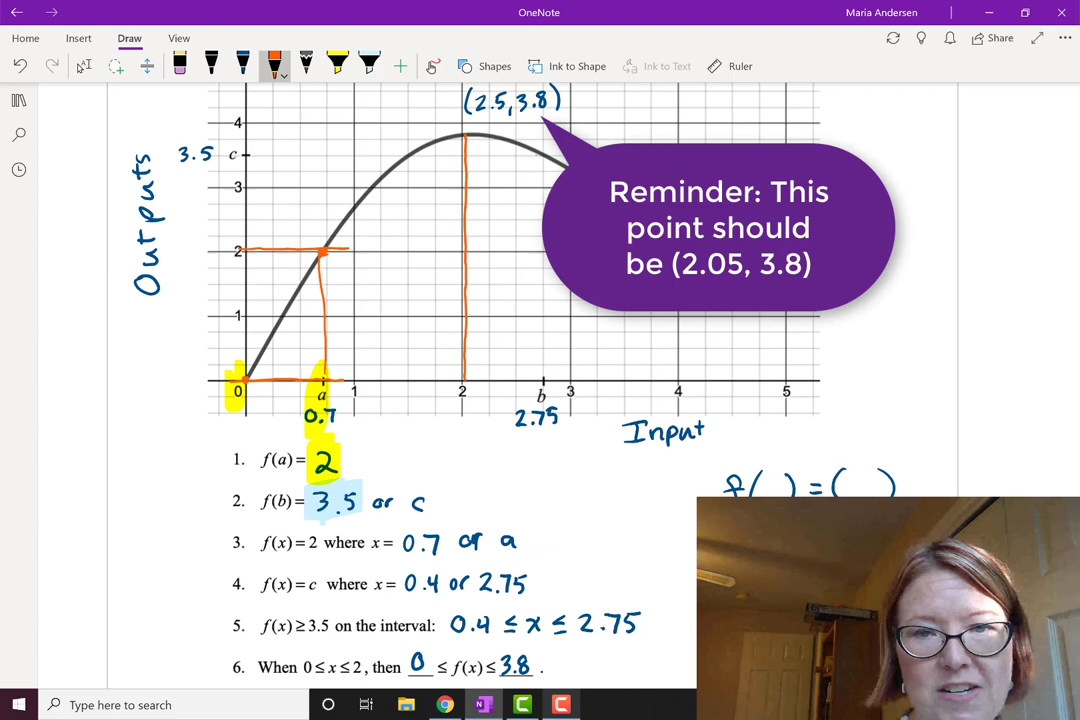 OneNote
Maria Andersen
Home Insert Draw View
Share
Ink to Shape
Shapes
Ink to Text
Ruler
(2.5, 3.8)
4
3.5 c
3
2
1
Outputs
Reminder: This
point should
be (2.05, 3.8)
0 a 1 2 b 3 4 5
0.7 2.75
Input
1. f(a) = 2
2. f(b) = 3.5 or c
f( ) = ( )
3. f(x) = 2 where x = 0.7 or a
4. f(x) = c where x = 0.4 or 2.75
5. f(x) ≥ 3.5 on the interval: 0.4 ≤ x ≤ 2.75
6. When 0 ≤ x ≤ 2, then 0 ≤ f(x) ≤ 3.8 .
Type here to search